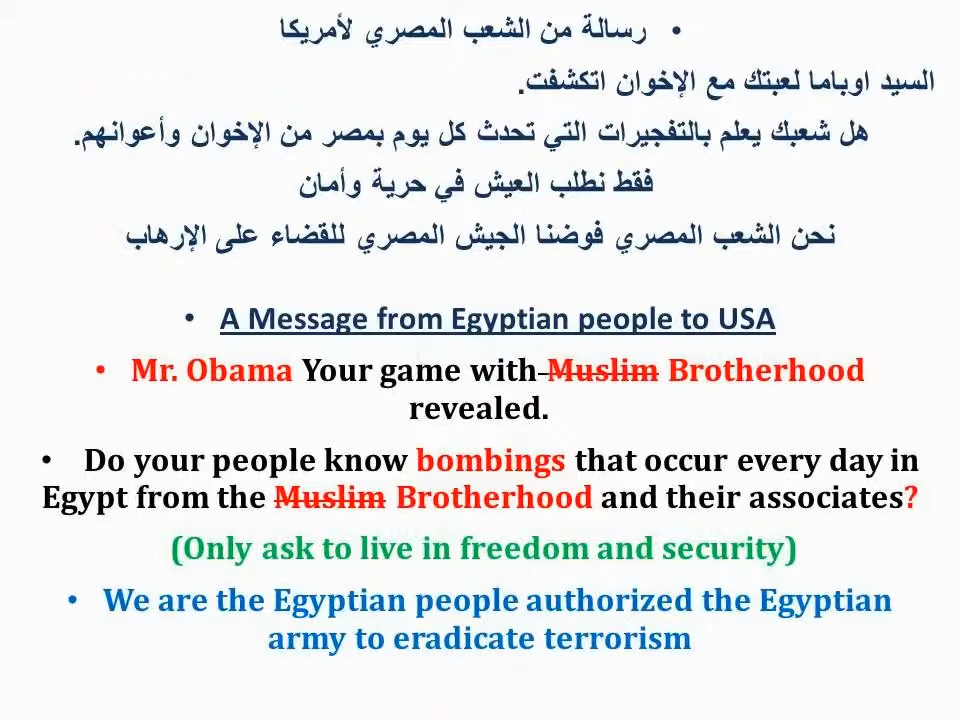 • رسالة من الشعب المصري لأمريكا
السيد اوباما لعبتك مع الإخوان اتكشفت.
هل شعبك يعلم بالتفجيرات التي تحدث كل يوم بمصر من الإخوان وأعوانهم.
فقط نطلب العيش في حرية وأمان
نحن الشعب المصري فوضنا الجيش المصري للقضاء على الإرهاب
• A Message from Egyptian people to USA
• Mr. Obama Your game with Muslim Brotherhood
revealed.
• Do your people know bombings that occur every day in
Egypt from the Muslim Brotherhood and their associates?
(Only ask to live in freedom and security)
• We are the Egyptian people authorized the Egyptian
army to eradicate terrorism